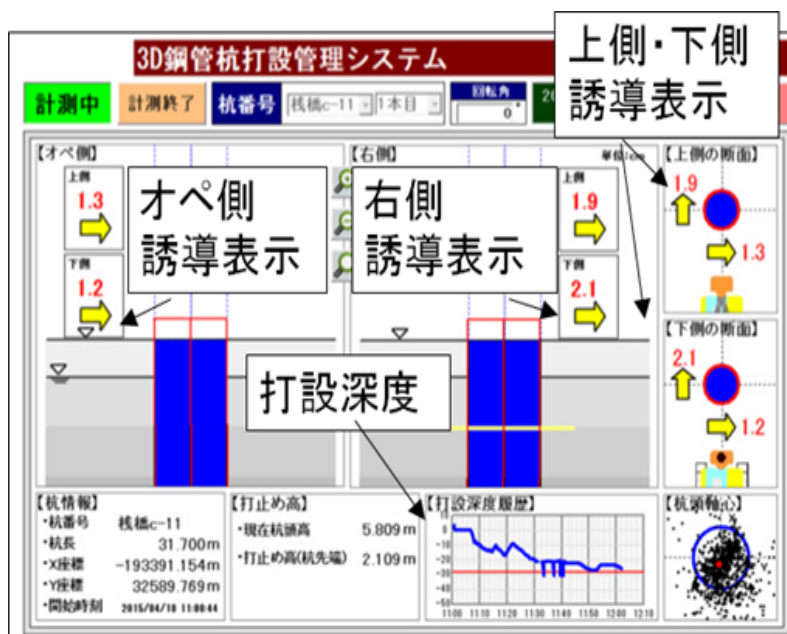 3D鋼管杭打設管理システム
上側・下側
誘導表示
計測中
計測終了
杭番号
桟橋c-11
1本目
回転角
0°
20
【オペ側】
上側
1.3
下側
1.2
オペ側
誘導表示
【右側】
単位:cm
上側
1.9
下側
2.1
右側
誘導表示
【上側の断面】
1.9
1.3
【下側の断面】
2.1
1.2
打設深度
【杭情報】
・杭番号 桟橋c-11
・杭長 31.700m
・X座標 -193391.154m
・Y座標 32589.769m
・開始時刻 2015/04/18 11:00:44
【打止め高】
・現在杭頭高 5.809m
・打止め高(杭先端) 2.109m
【打設深度履歴】
10
0
-10
-20
-30
-40
-50
11:00 11:10 11:20 11:30 11:40 11:50 12:00 12:10
【杭頭軸心】